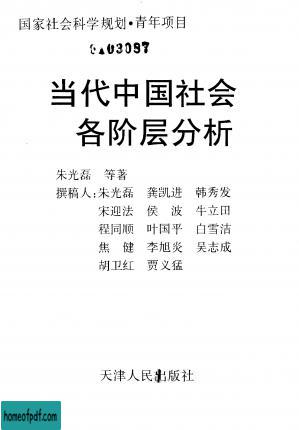 国家社会科学规划·青年项目
0▲03097
当代中国社会
各阶层分析
朱光磊 等著
撰稿人:朱光磊 龚凯进 韩秀发
宋迎法 侯波 牛立田
程同顺 叶国平 白雪洁
焦健 李旭炎 吴志成
胡卫红 贾义猛
天津人民出版社
homeofpdf.com